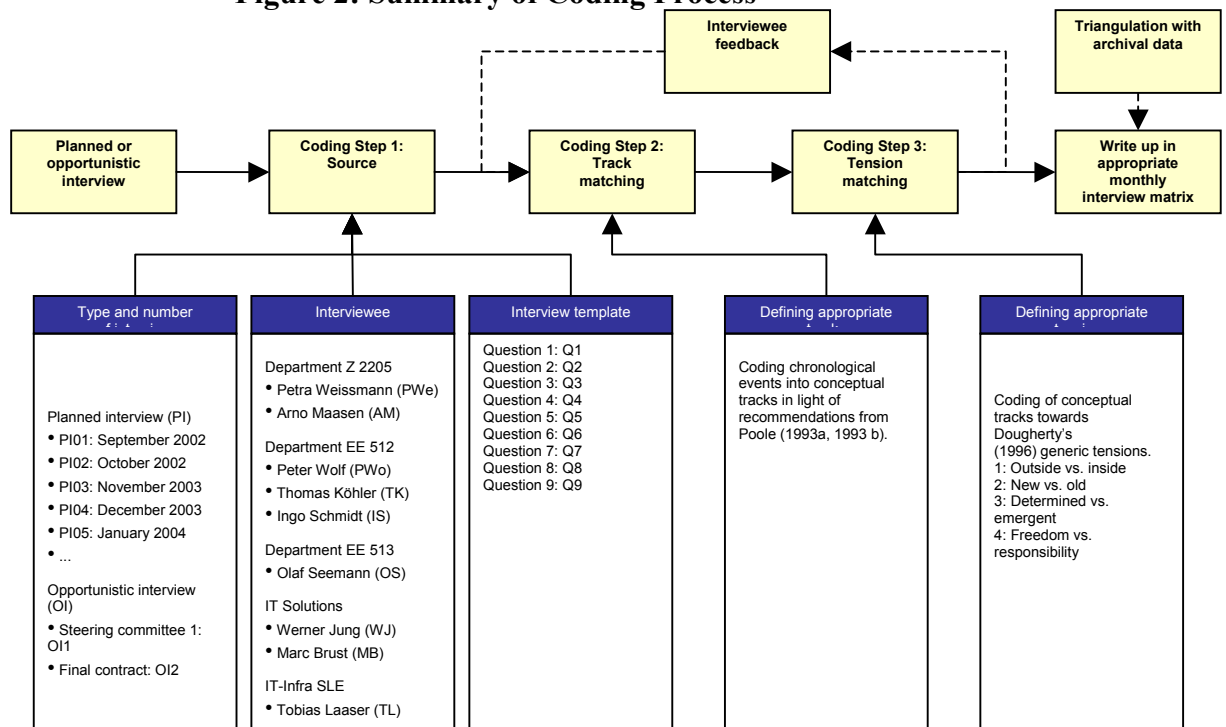 Figure 2: Summary of Coding Process
Interviewee
feedback
Triangulation with
archival data
Planned or
opportunistic
interview
Coding Step 1:
Source
Coding Step 2:
Track
matching
Coding Step 3:
Tension
matching
Write up in
appropriate
monthly
interview matrix
Type and number
Planned interview (PI)
• PI01: September 2002
• PI02: October 2002
• PI03: November 2003
• PI04: December 2003
• PI05: January 2004
• ...
Opportunistic interview
(OI)
• Steering committee 1:
OI1
• Final contract: OI2
Interviewee
Department Z 2205
• Petra Weissmann (PWe)
• Arno Maasen (AM)
Department EE 512
• Peter Wolf (PWo)
• Thomas Köhler (TK)
• Ingo Schmidt (IS)
Department EE 513
• Olaf Seemann (OS)
IT Solutions
• Werner Jung (WJ)
• Marc Brust (MB)
IT-Infra SLE
• Tobias Laaser (TL)
Interview template
Question 1: Q1
Question 2: Q2
Question 3: Q3
Question 4: Q4
Question 5: Q5
Question 6: Q6
Question 7: Q7
Question 8: Q8
Question 9: Q9
Defining appropriate
Coding chronological
events into conceptual
tracks in light of
recommendations from
Poole (1993a, 1993 b).
Defining appropriate
Coding of conceptual
tracks towards
Dougherty's
(1996) generic tensions.
1: Outside vs. inside
2: New vs. old
3: Determined vs.
emergent
4: Freedom vs.
responsibility